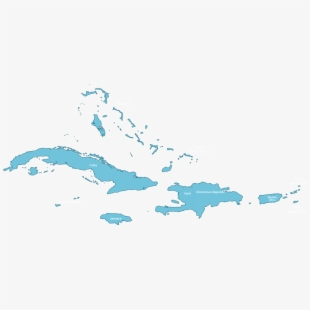 Cuba
Haiti
Dominican Republic
Jamaica
Puerto
Rico